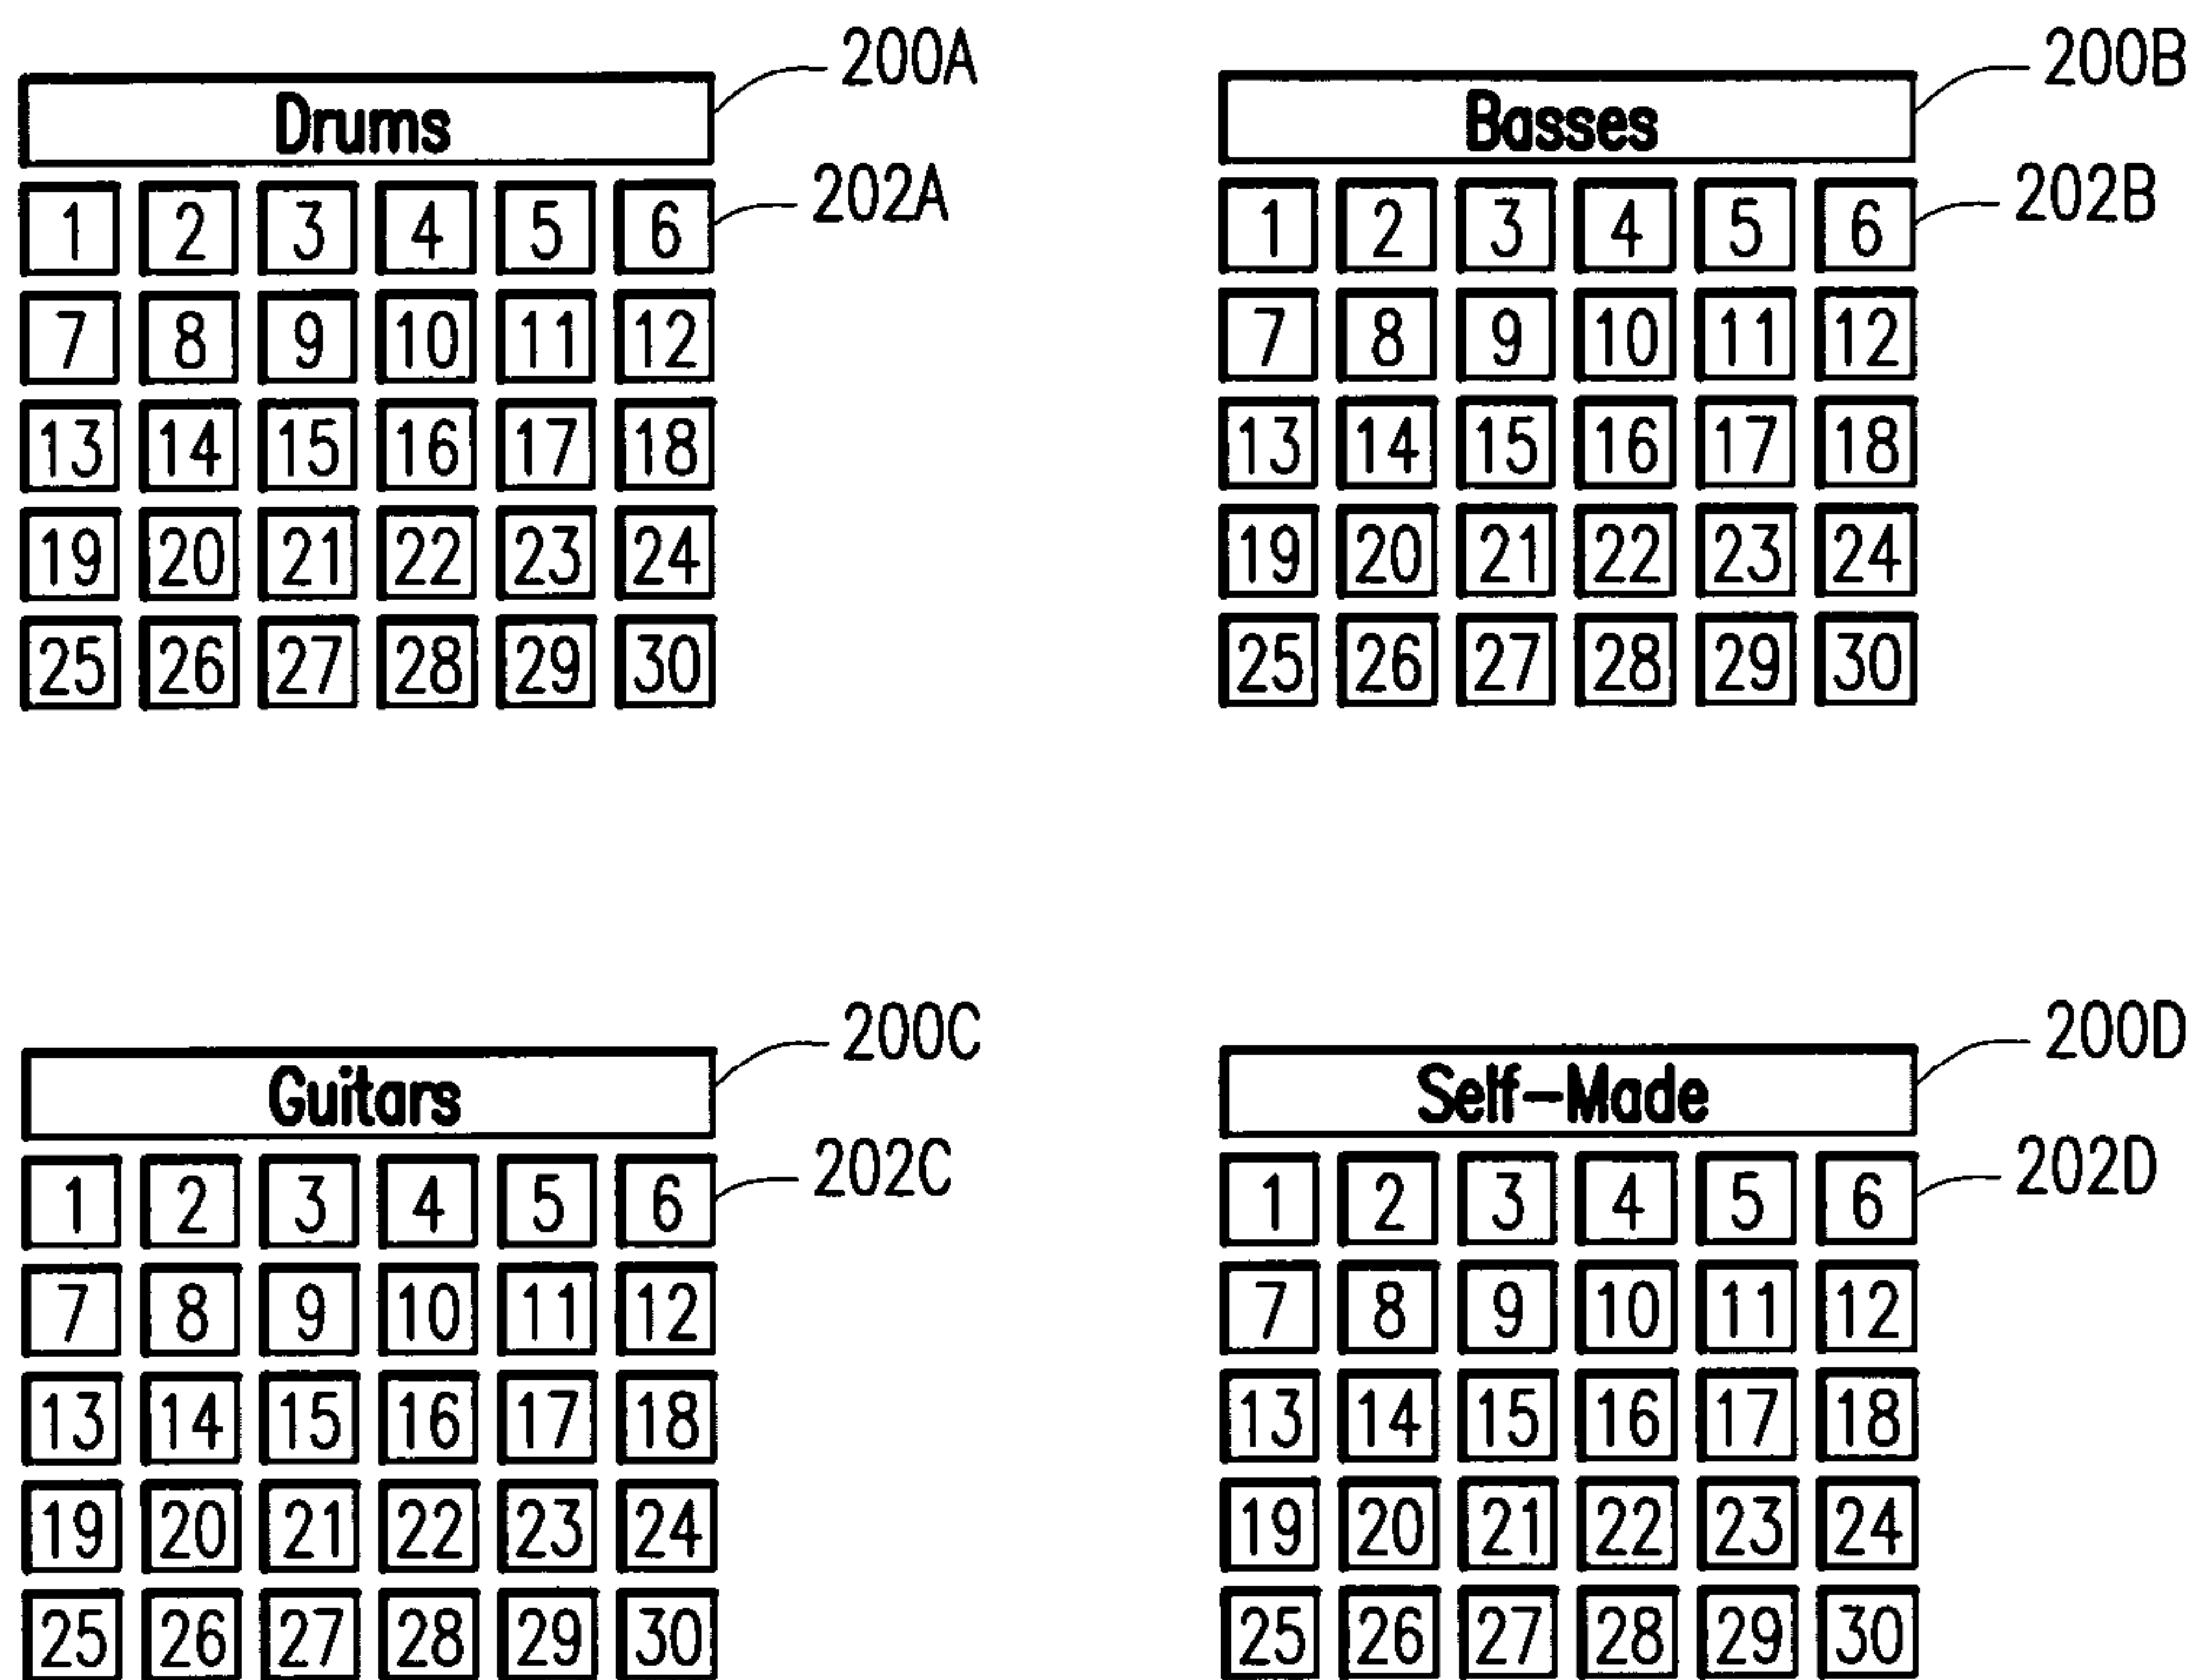 200A
Drums
202A
1 2 3 4 5 6
7 8 9 10 11 12
13 14 15 16 17 18
19 20 21 22 23 24
25 26 27 28 29 30
200B
Basses
202B
1 2 3 4 5 6
7 8 9 10 11 12
13 14 15 16 17 18
19 20 21 22 23 24
25 26 27 28 29 30
200C
Guitars
202C
1 2 3 4 5 6
7 8 9 10 11 12
13 14 15 16 17 18
19 20 21 22 23 24
25 26 27 28 29 30
200D
Self-Made
202D
1 2 3 4 5 6
7 8 9 10 11 12
13 14 15 16 17 18
19 20 21 22 23 24
25 26 27 28 29 30